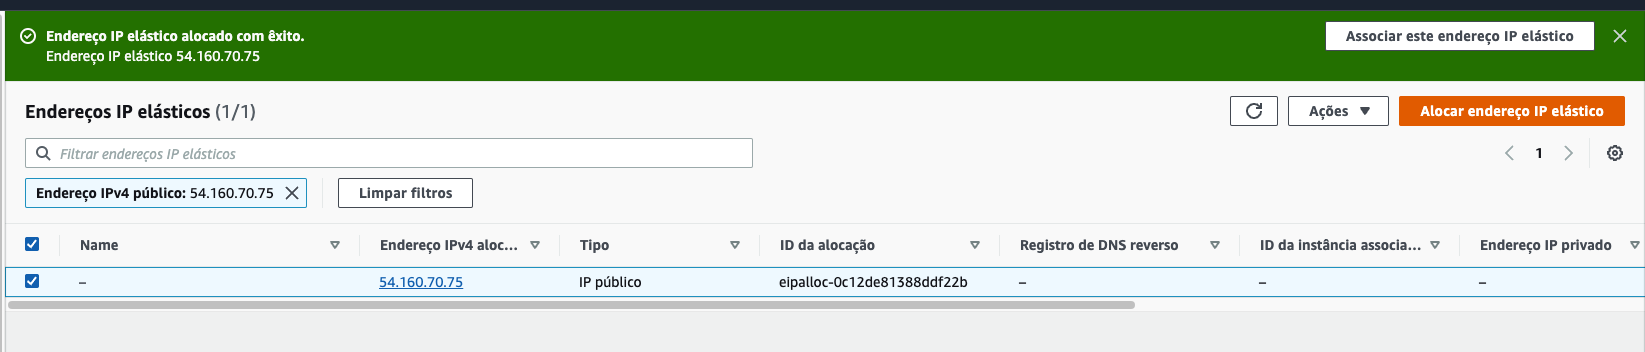 Endereço IP elástico alocado com êxito.
Endereço IP elástico 54.160.70.75
Associar este endereço IP elástico
Endereços IP elásticos (1/1)
Ações
Alocar endereço IP elástico
Filtrar endereços IP elásticos
1
Endereço IPv4 público: 54.160.70.75
Limpar filtros
Name Endereço IPv4 aloc... Tipo ID da alocação Registro de DNS reverso ID da instância associa... Endereço IP privado
– 54.160.70.75 IP público eipalloc-0c12de81388ddf22b – – –